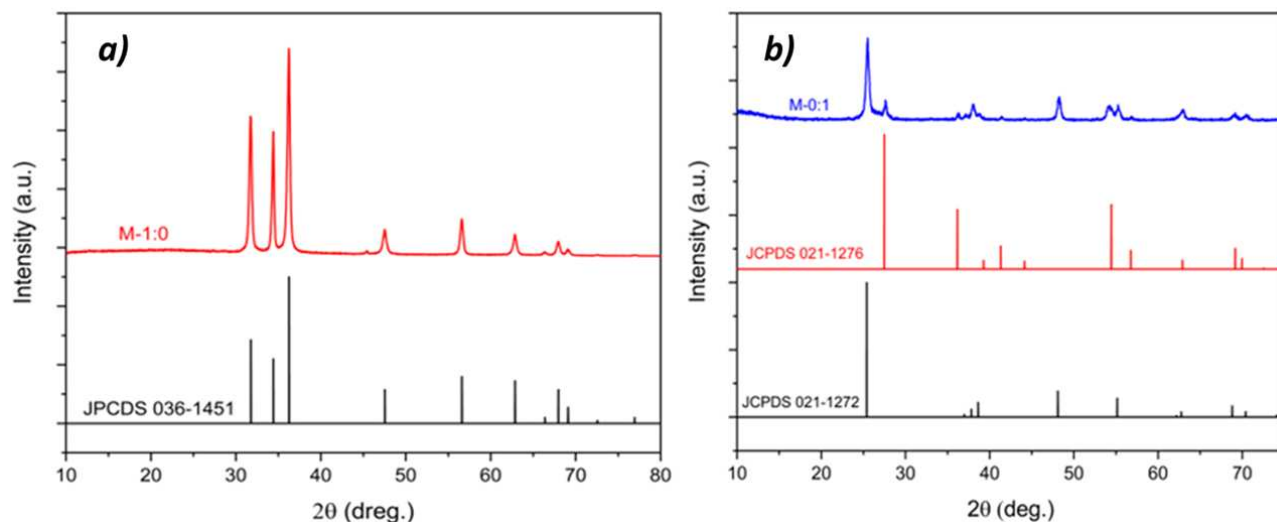 a)
M-1:0
JPCDS 036-1451
Intensity (a.u.)
10 20 30 40 50 60 70 80
2θ (dreg.)
b)
M-0:1
JCPDS 021-1276
JCPDS 021-1272
Intensity (a.u.)
10 20 30 40 50 60 70
2θ (deg.)